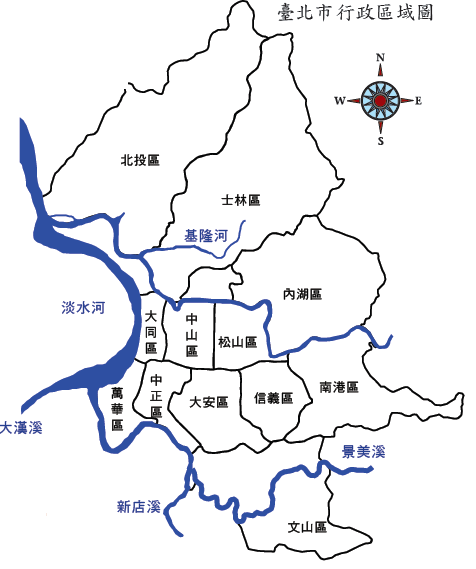 臺北市行政區域圖
N
W
E
S
北投區
士林區
基隆河
內湖區
淡水河
大同區
中山區
松山區
南港區
中正區
萬華區
大安區
信義區
大漢溪
景美溪
新店溪
文山區